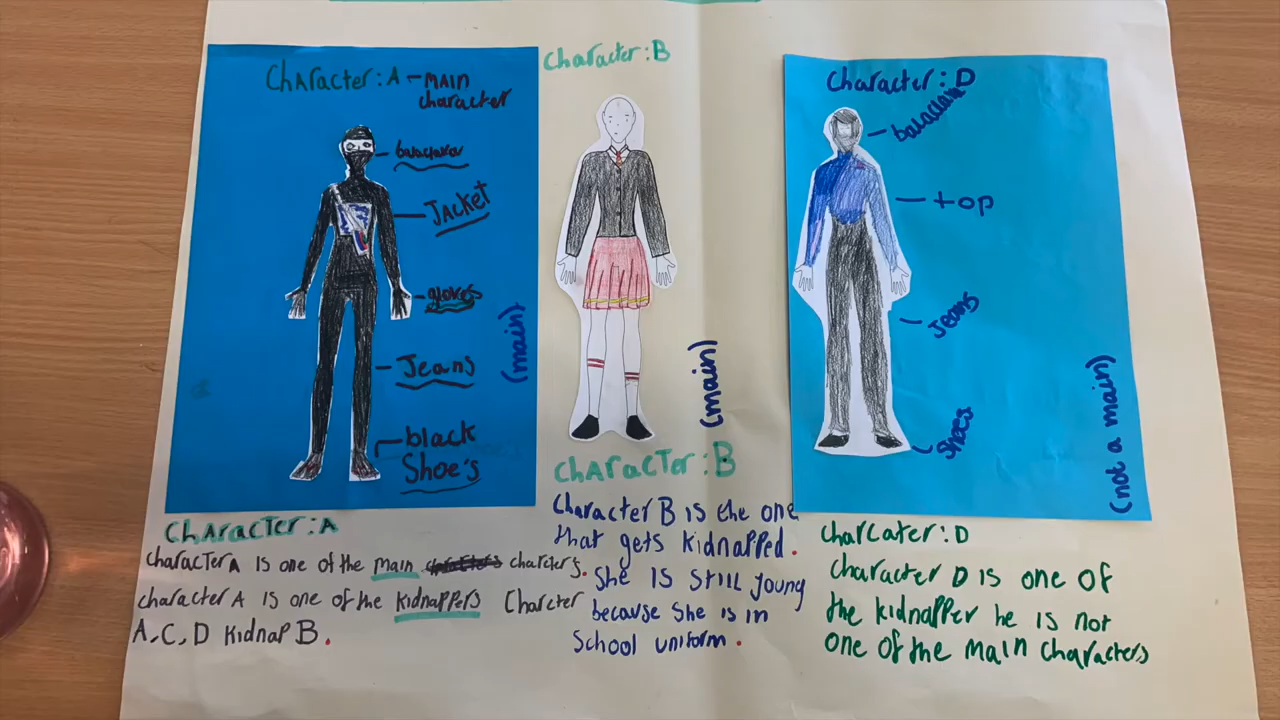 Character: A - MAIN
character
balaclava
JACKET
gloves
Jeans
black
Shoe's
(main)
CHARACTER: A
CharacTer A is one of the main charcters.
character A is one of the kidnappers Charcter
A, C, D kidnap B.
Character: B
(main)
CHARACTER: B
Character B is the one
that gets kidnapped.
She is still young
because she is in
School uniform.
Character: D
balaclava
top
Jeans
Shoes
(not a main)
Charcater: D
Character D is one of
the kidnapper he is not
one of the main characters